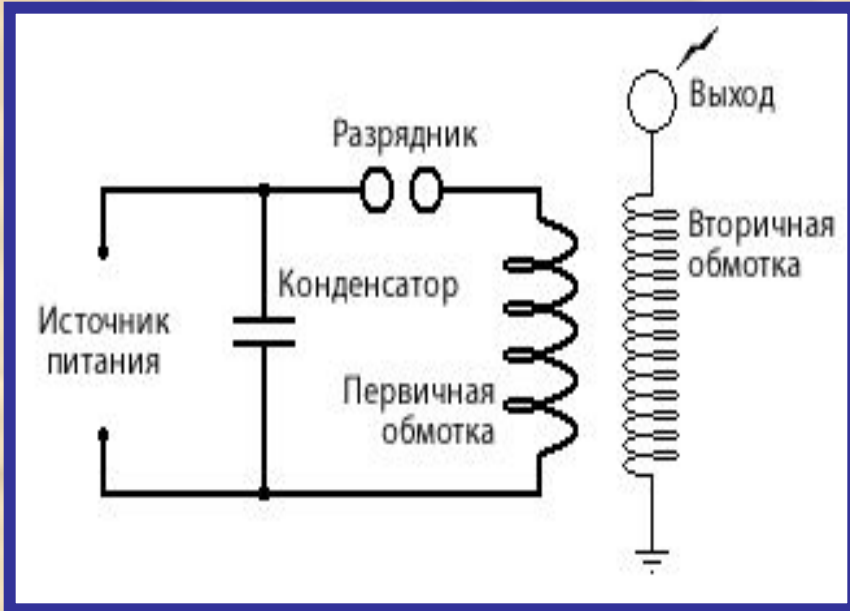 Выход
Разрядник
Вторичная
обмотка
Конденсатор
Источник
питания
Первичная
обмотка